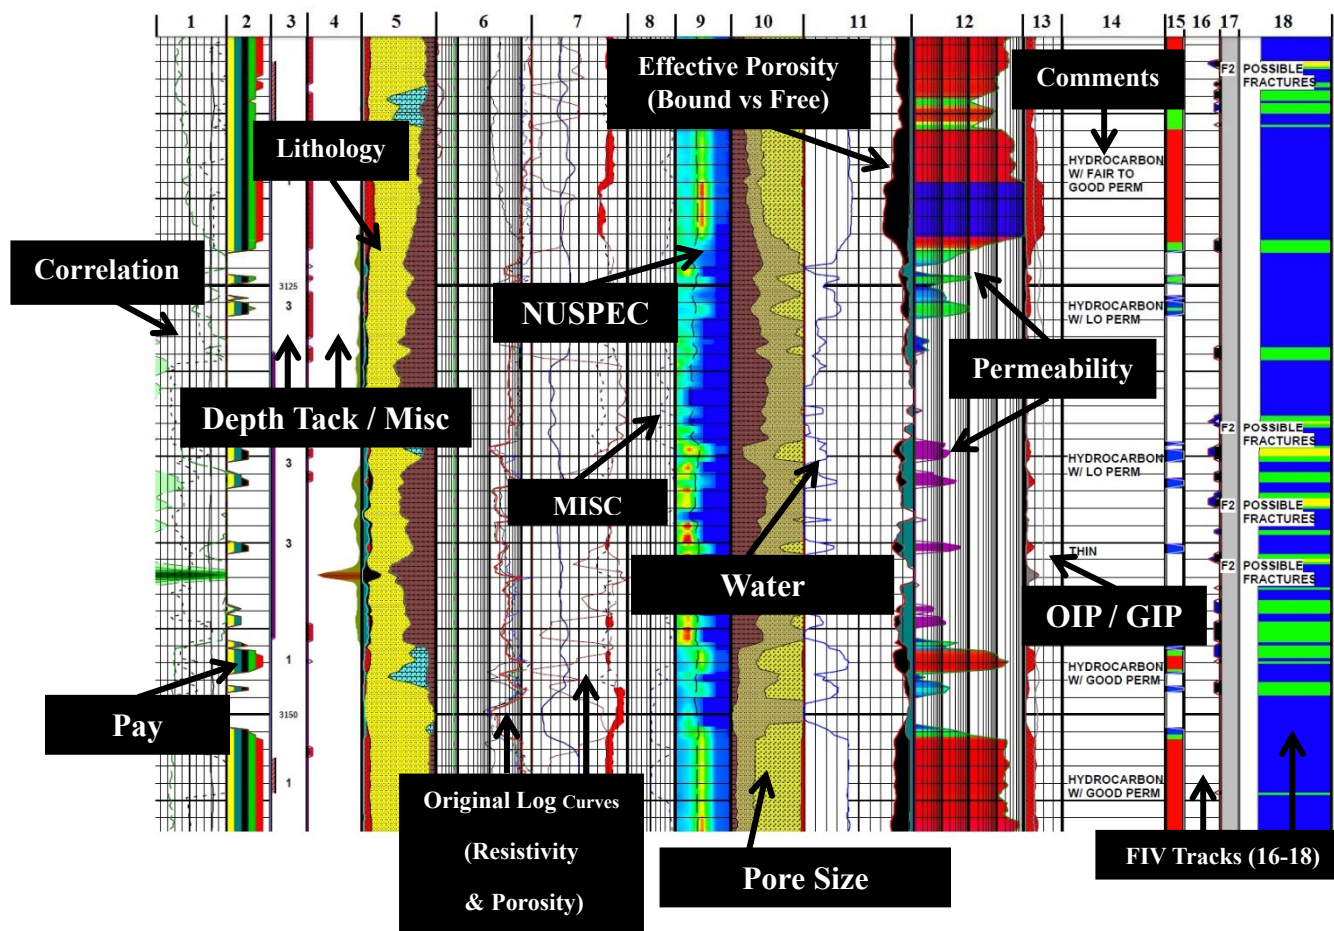 1 2 3 4 5 6 7 8 9 10 11 12 13 14 15 16 17 18
Effective Porosity
(Bound vs Free)
Comments
F2 POSSIBLE
FRACTURES
Lithology
HYDROCARBON
W/ FAIR TO
GOOD PERM
Correlation
3125
3
NUSPEC
HYDROCARBON
W/ LO PERM
Permeability
Depth Tack / Misc
F2 POSSIBLE
FRACTURES
3
HYDROCARBON
W/ LO PERM
MISC
F2 POSSIBLE
FRACTURES
3
THIN
Water
F2 POSSIBLE
FRACTURES
OIP / GIP
1
HYDROCARBON
W/ GOOD PERM
Pay
3150
1
HYDROCARBON
W/ GOOD PERM
Original Log Curves
(Resistivity
& Porosity)
Pore Size
FIV Tracks (16-18)